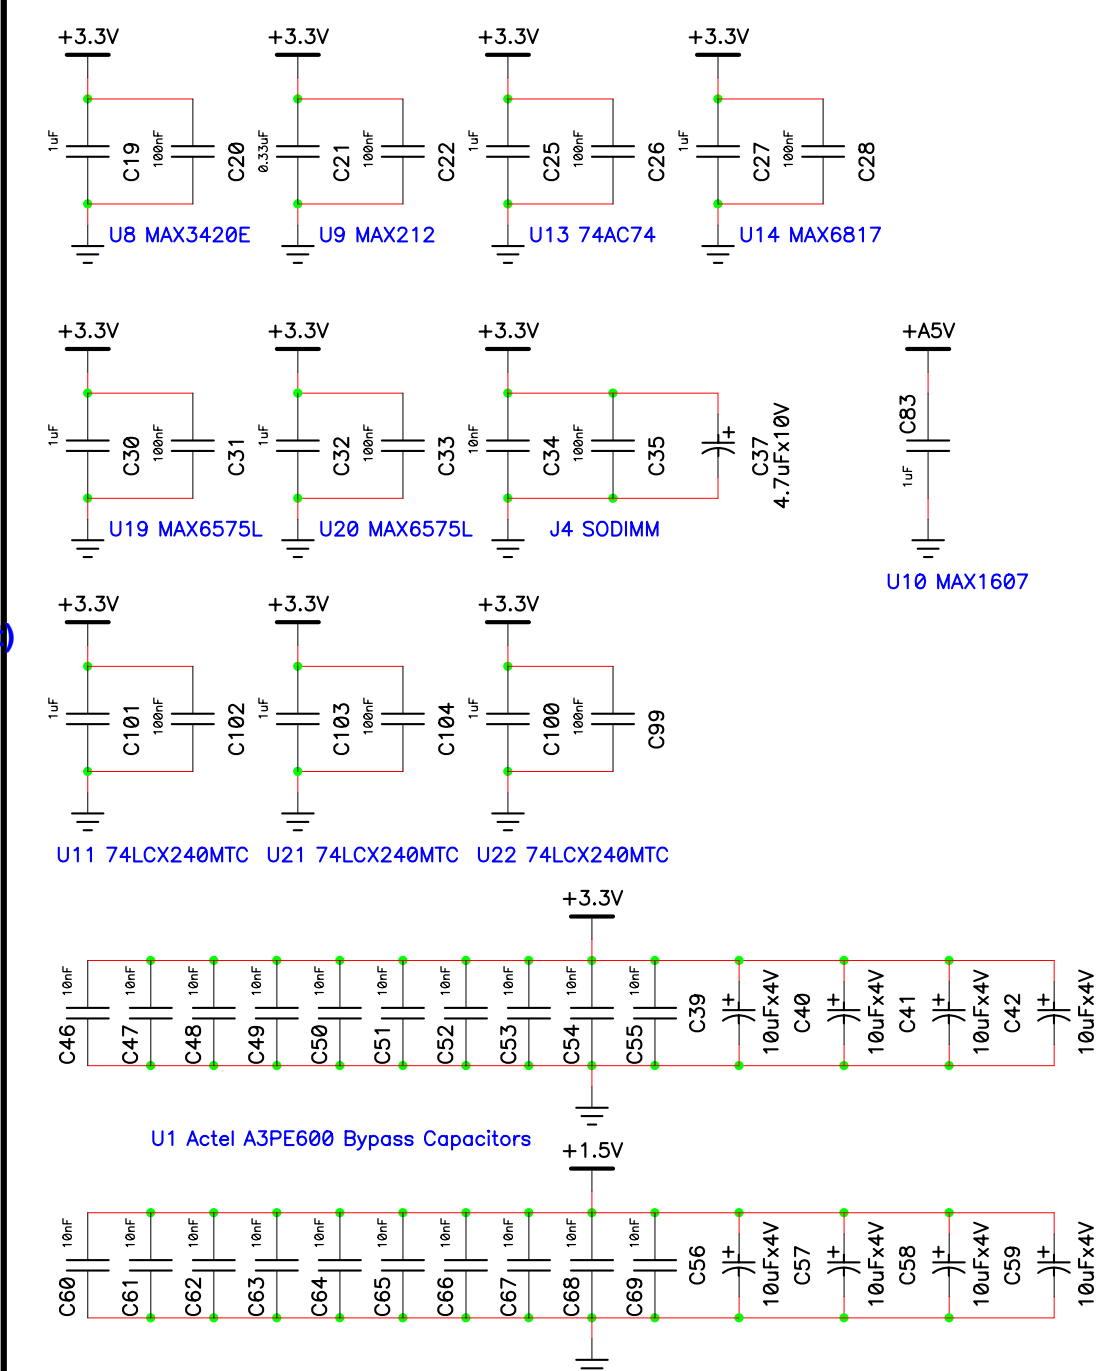 +3.3V +3.3V +3.3V +3.3V
1uF C19 100nF C20 0.33uF C21 100nF C22 1uF C25 100nF C26 1uF C27 100nF C28
U8 MAX3420E U9 MAX212 U13 74AC74 U14 MAX6817
+3.3V +3.3V +3.3V +A5V
1uF C30 100nF C31 1uF C32 100nF C33 10nF C34 100nF C35 + C37 4.7uFx10V C83 1uF
U19 MAX6575L U20 MAX6575L J4 SODIMM
U10 MAX1607
+3.3V +3.3V +3.3V
)
1uF C101 100nF C102 1uF C103 100nF C104 1uF C100 100nF C99
U11 74LCX240MTC U21 74LCX240MTC U22 74LCX240MTC
+3.3V
10nF 10nF 10nF 10nF 10nF 10nF 10nF 10nF 10nF 10nF
C46 C47 C48 C49 C50 C51 C52 C53 C54 C55 C39 + 10uFx4V C40 + 10uFx4V C41 + 10uFx4V C42 + 10uFx4V
U1 Actel A3PE600 Bypass Capacitors
+1.5V
10nF 10nF 10nF 10nF 10nF 10nF 10nF 10nF 10nF 10nF
C60 C61 C62 C63 C64 C65 C66 C67 C68 C69 C56 + 10uFx4V C57 + 10uFx4V C58 + 10uFx4V C59 + 10uFx4V